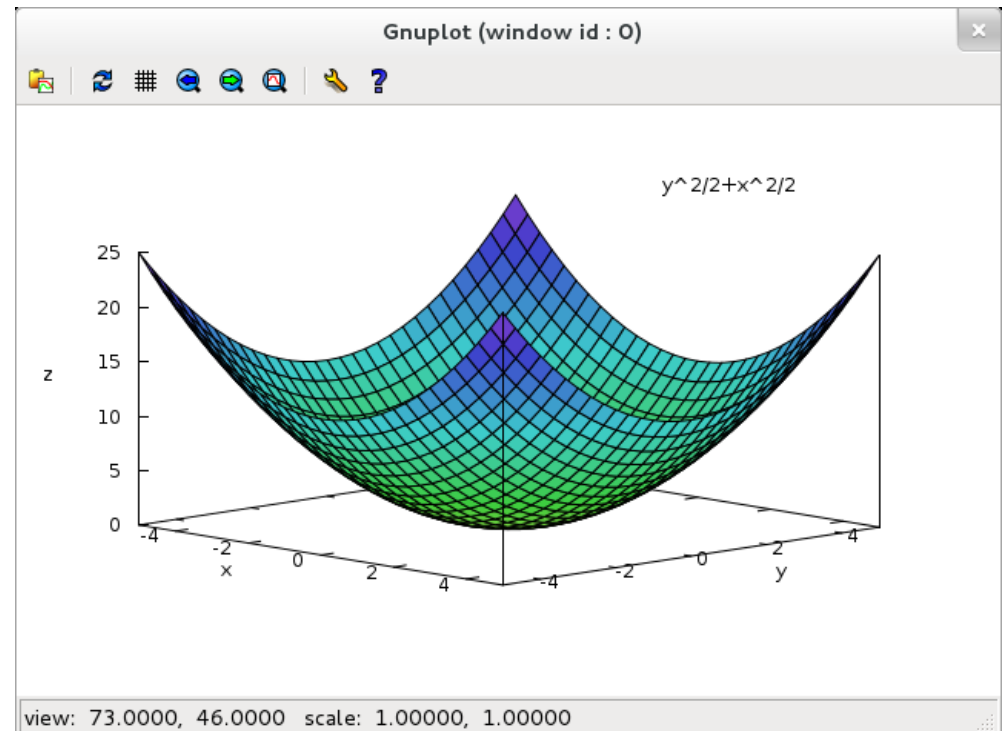 Gnuplot (window id : 0)
y^2/2+x^2/2
25
20
15
10
5
0
z
-4
-2
0
2
4
x
-4
-2
0
2
4
y
view: 73.0000, 46.0000 scale: 1.00000, 1.00000